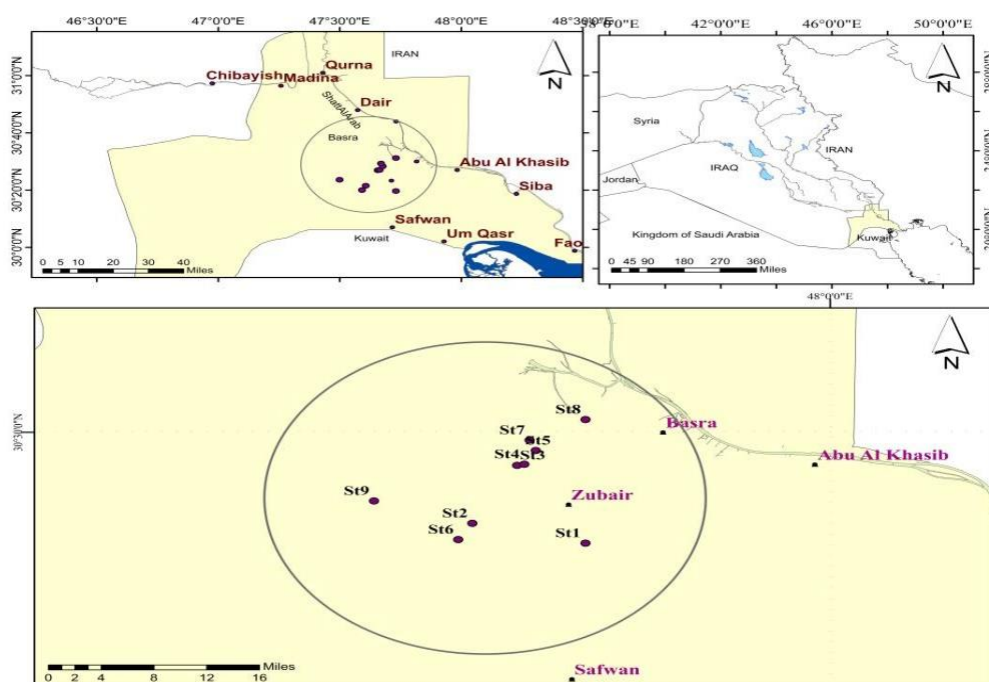 46°30'0"E 47°0'0"E 47°30'0"E 48°0'0"E 48°30'0"E
31°0'0"N
30°40'0"N
30°20'0"N
30°0'0"N
IRAN
N
Qurna
Chibayish
Madina
Dair
ShattAlArab
Basra
Abu Al Khasib
Siba
Safwan
Kuwait
Um Qasr
Fao
0 5 10 20 30 40
Miles
42°0'0"E 46°0'0"E 50°0'0"E
N
Syria
IRAN
IRAQ
Jordan
Kuwait
Kingdom of Saudi Arabia
0 45 90 180 270 360
Miles
48°0'0"E
N
30°30'0"N
St8
Basra
St7
St5
St4 St3
Abu Al Khasib
St9
Zubair
St2
St6
St1
Safwan
0 2 4 8 12 16
Miles